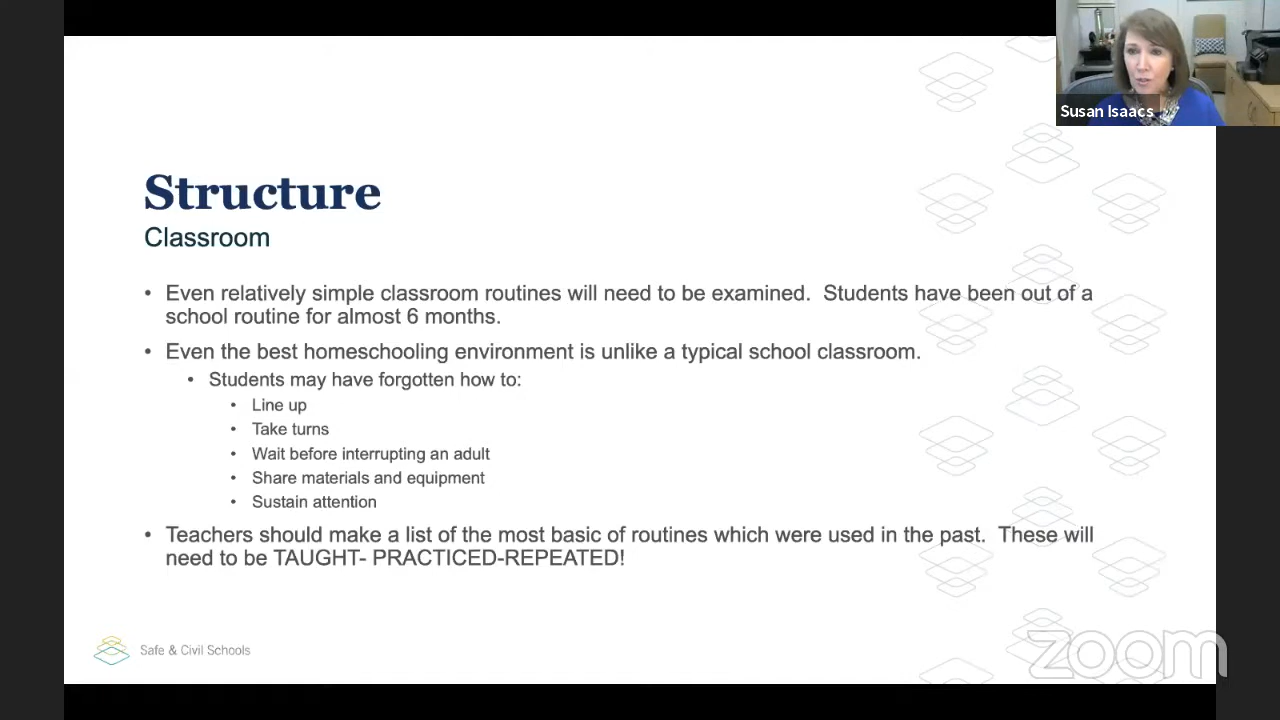 Susan Isaacs
Structure
Classroom
• Even relatively simple classroom routines will need to be examined.  Students have been out of a
school routine for almost 6 months.
• Even the best homeschooling environment is unlike a typical school classroom.
• Students may have forgotten how to:
• Line up
• Take turns
• Wait before interrupting an adult
• Share materials and equipment
• Sustain attention
• Teachers should make a list of the most basic of routines which were used in the past.  These will
need to be TAUGHT- PRACTICED-REPEATED!
Safe & Civil Schools
zoom